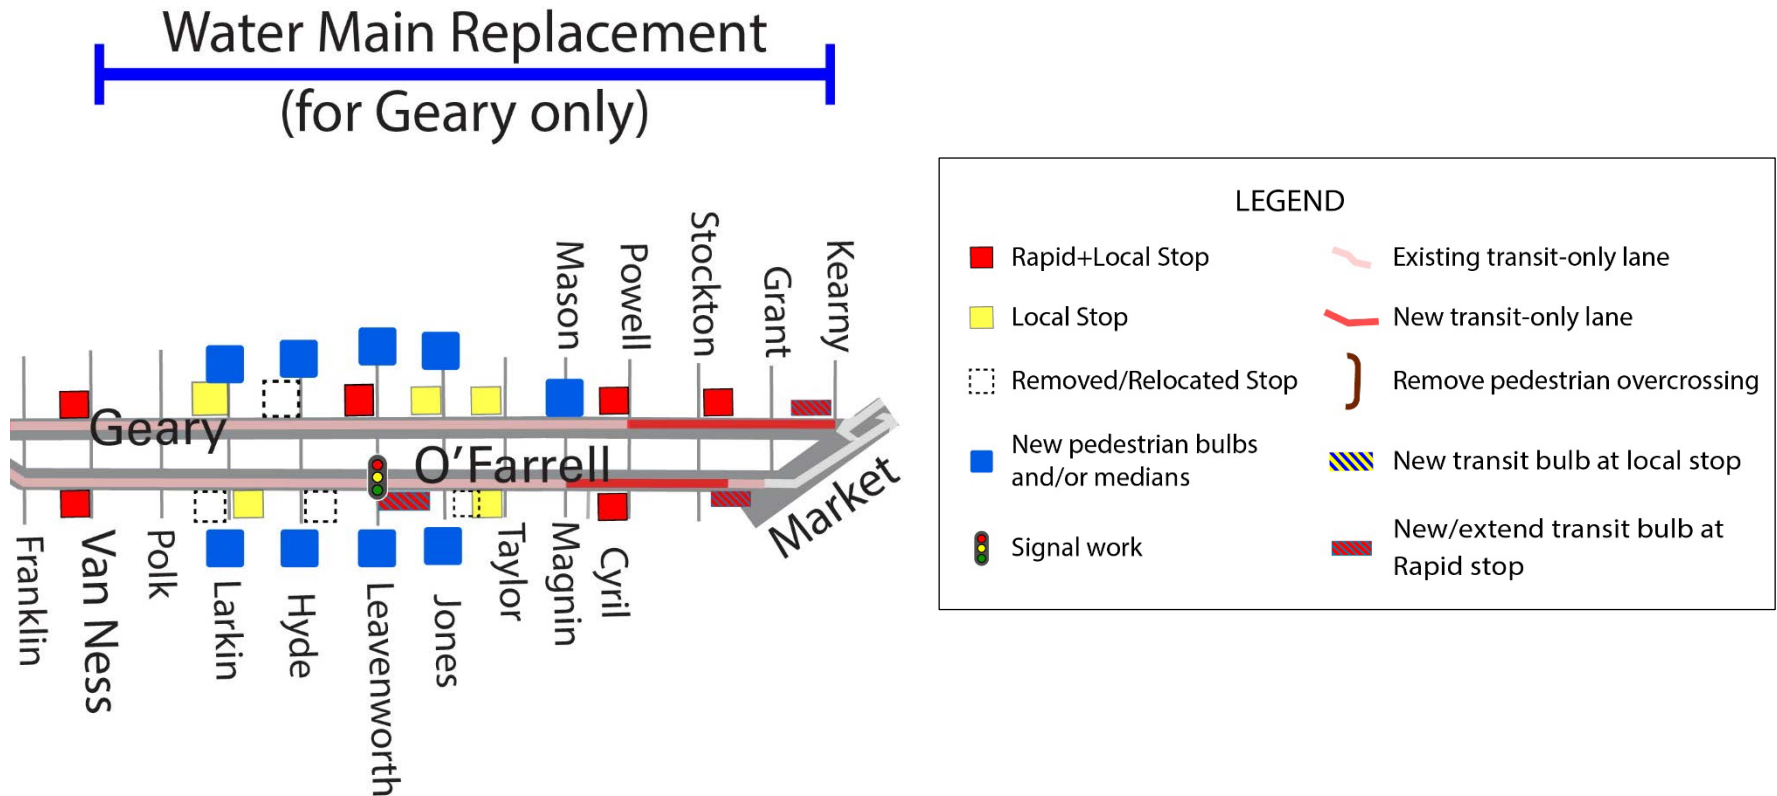 Water Main Replacement
(for Geary only)
Mason
Powell
Stockton
Grant
Kearny
Geary
O'Farrell
Market
Franklin
Van Ness
Polk
Larkin
Hyde
Leavenworth
Jones
Taylor
Magnin
Cyril
LEGEND
Rapid+Local Stop
Existing transit-only lane
Local Stop
New transit-only lane
Removed/Relocated Stop
Remove pedestrian overcrossing
New pedestrian bulbs
and/or medians
New transit bulb at local stop
Signal work
New/extend transit bulb at
Rapid stop